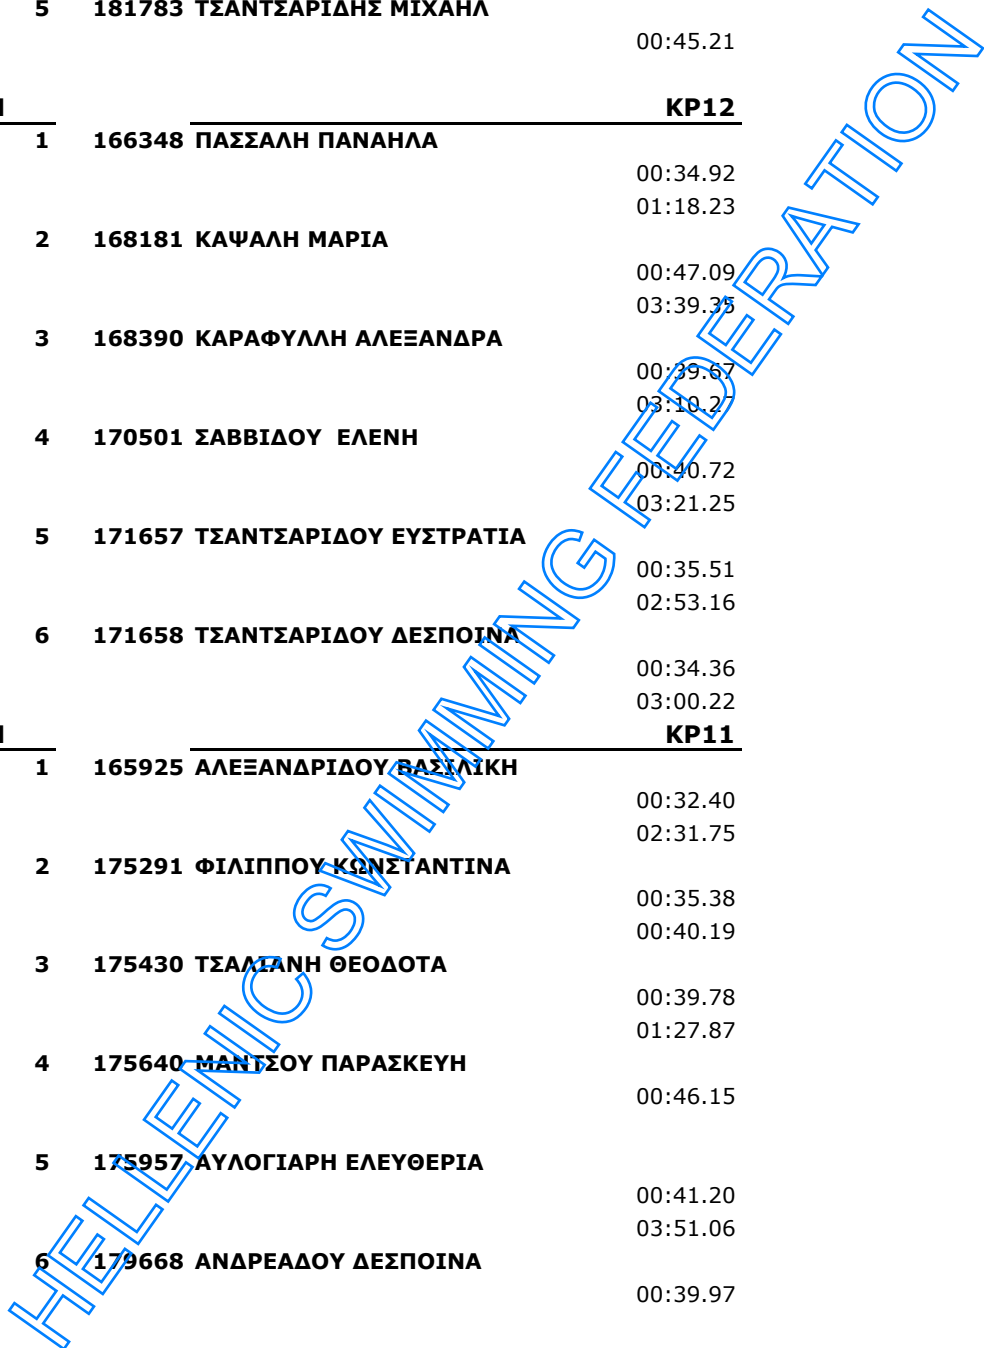 5 181783 ΤΣΑΝΤΣΑΡΙΔΗΣ ΜΙΧΑΗΛ
00:45.21
ΚΡ12
1 166348 ΠΑΣΣΑΛΗ ΠΑΝΑΗΛΑ
00:34.92
01:18.23
2 168181 ΚΑΨΑΛΗ ΜΑΡΙΑ
00:47.09
03:39.35
3 168390 ΚΑΡΑΦΥΛΛΗ ΑΛΕΞΑΝΔΡΑ
00:39.67
03:10.27
4 170501 ΣΑΒΒΙΔΟΥ  ΕΛΕΝΗ
00:40.72
03:21.25
5 171657 ΤΣΑΝΤΣΑΡΙΔΟΥ ΕΥΣΤΡΑΤΙΑ
00:35.51
02:53.16
6 171658 ΤΣΑΝΤΣΑΡΙΔΟΥ ΔΕΣΠΟΙΝΑ
00:34.36
03:00.22
ΚΡ11
1 165925 ΑΛΕΞΑΝΔΡΙΔΟΥ ΒΑΣΙΛΙΚΗ
00:32.40
02:31.75
2 175291 ΦΙΛΙΠΠΟΥ ΚΩΝΣΤΑΝΤΙΝΑ
00:35.38
00:40.19
3 175430 ΤΣΑΛΙΑΝΗ ΘΕΟΔΟΤΑ
00:39.78
01:27.87
4 175640 ΜΑΝΤΣΟΥ ΠΑΡΑΣΚΕΥΗ
00:46.15
5 175957 ΑΥΛΟΓΙΑΡΗ ΕΛΕΥΘΕΡΙΑ
00:41.20
03:51.06
6 179668 ΑΝΔΡΕΑΔΟΥ ΔΕΣΠΟΙΝΑ
00:39.97
HELLENIC SWIMMING FEDERATION